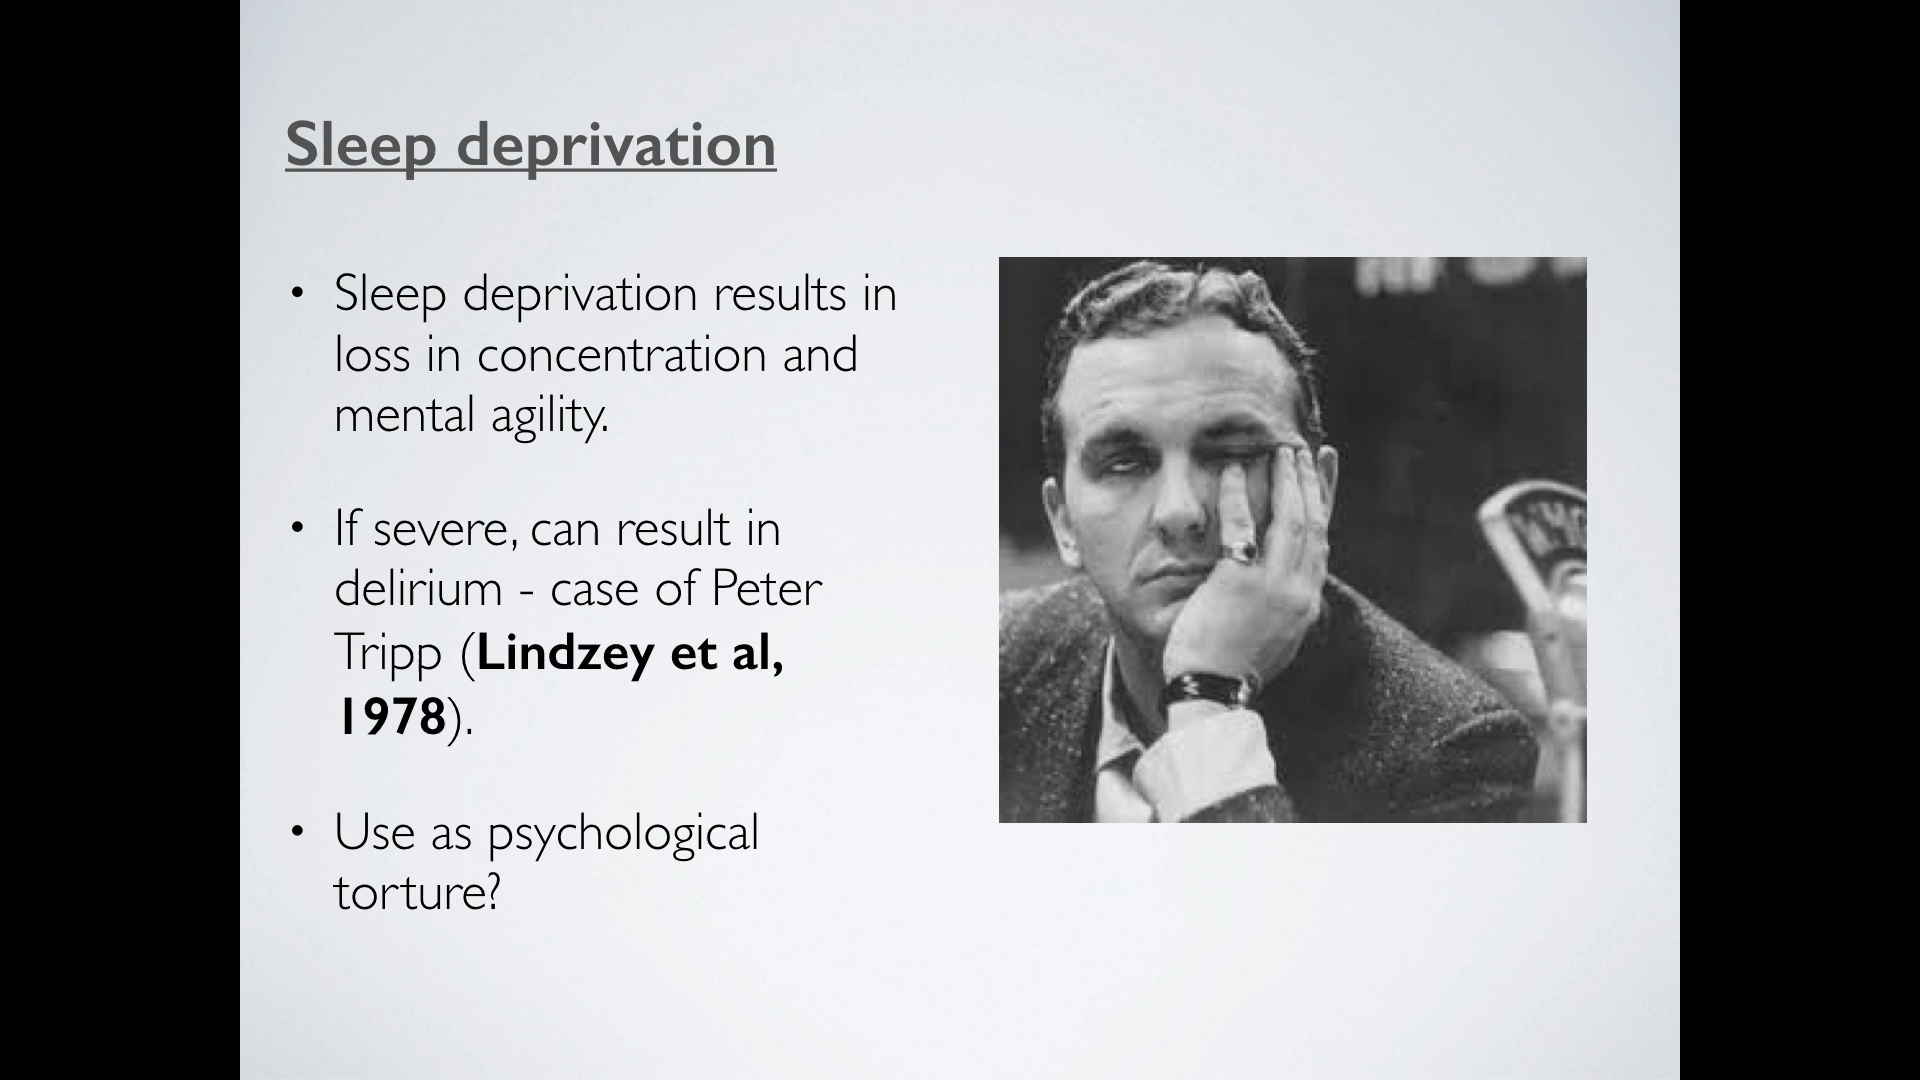 Sleep deprivation
• Sleep deprivation results in
loss in concentration and
mental agility.
• If severe, can result in
delirium - case of Peter
Tripp (Lindzey et al,
1978).
• Use as psychological
torture?